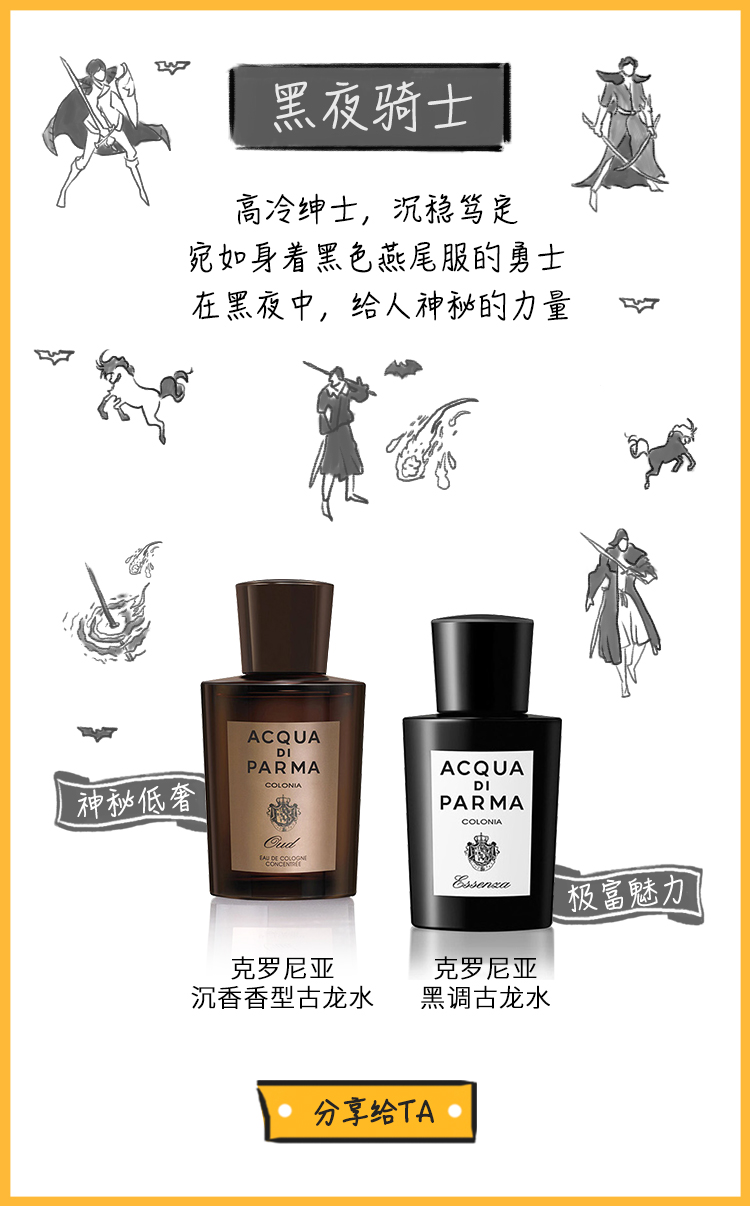 黑夜骑士
高冷绅士，沉稳笃定
宛如身着黑色燕尾服的勇士
在黑夜中，给人神秘的力量
ACQUA
DI
PARMA
COLONIA
Oud
EAU DE COLOGNE
CONCENTRÉE
神秘低奢
ACQUA
DI
PARMA
COLONIA
Essenza
极富魅力
克罗尼亚
沉香香型古龙水
克罗尼亚
黑调古龙水
分享给TA